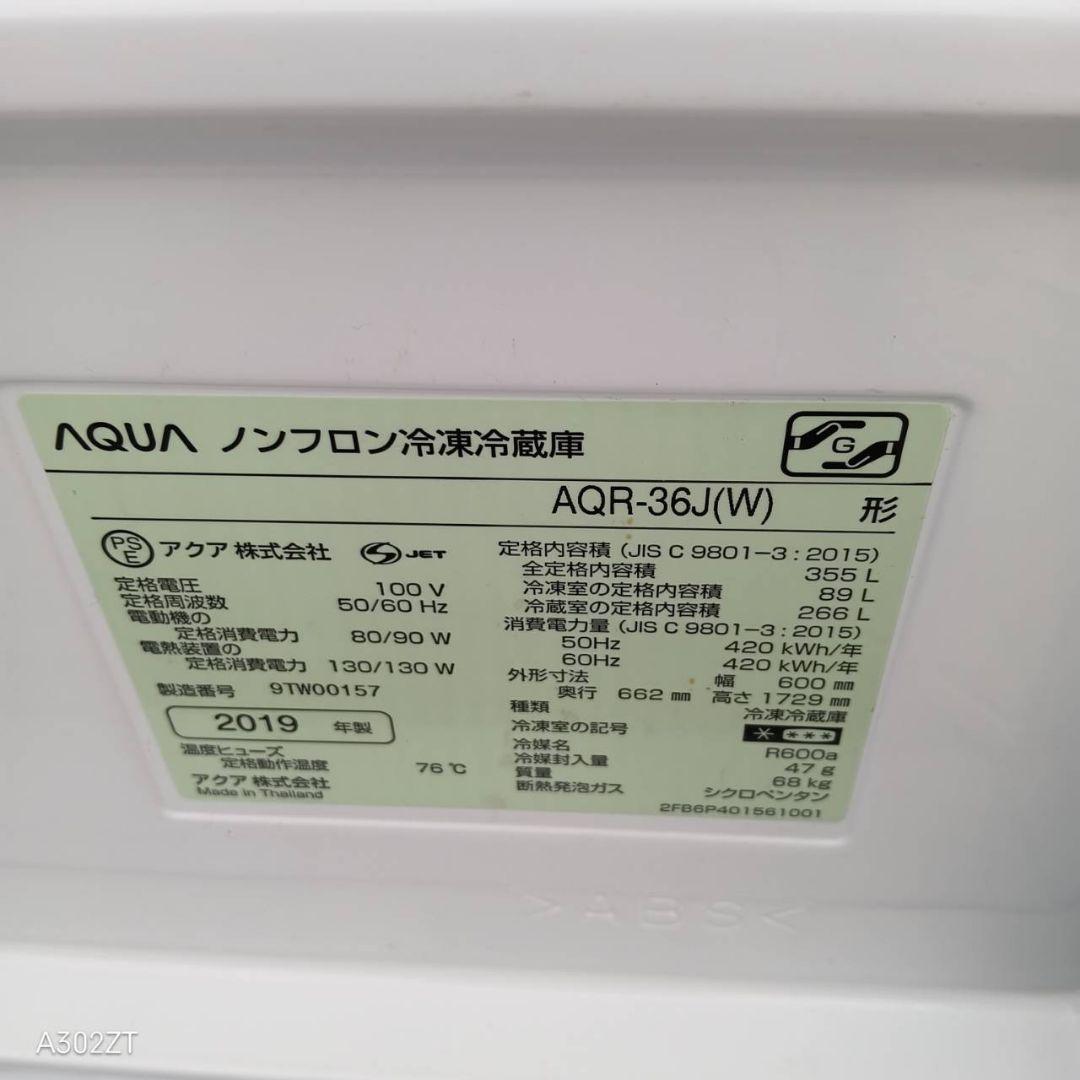 AQUA ノンフロン冷凍冷蔵庫
G
AQR-36J(W) 形
PS E アクア 株式会社 S JET
定格電圧 100 V
定格周波数 50/60 Hz
電動機の
定格消費電力 80/90 W
電熱装置の
定格消費電力 130/130 W
製造番号 9TW00157
2019 年製
温度ヒューズ
定格動作温度 76 ℃
アクア 株式会社
Made in Thailand
定格内容積 (JIS C 9801-3 : 2015)
全定格内容積 355 L
冷凍室の定格内容積 89 L
冷蔵室の定格内容積 266 L
消費電力量 (JIS C 9801-3 : 2015)
50Hz 420 kWh/年
60Hz 420 kWh/年
外形寸法 幅 600 ㎜
奥行 662 ㎜ 高さ 1729 ㎜
種類 冷凍冷蔵庫
冷凍室の記号 * ***
冷媒名 R600a
冷媒封入量 47 g
質量 68 kg
断熱発泡ガス シクロペンタン
2FB6P401561001
>ABS<
A302ZT